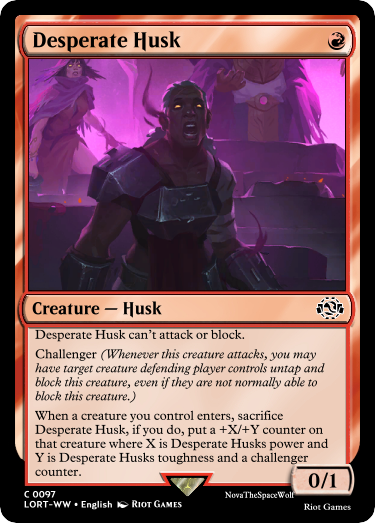 Desperate Husk
Creature — Husk
Desperate Husk can't attack or block.
Challenger (Whenever this creature attacks, you may
have target creature defending player controls untap and
block this creature, even if they are not normally able to
block this creature.)
When a creature you control enters, sacrifice
Desperate Husk, if you do, put a +X/+Y counter on
that creature where X is Desperate Husks power and
Y is Desperate Husks toughness and a challenger
counter.
0/1
C 0097
LORT-WW • English Riot Games
NovaTheSpaceWolf
Riot Games